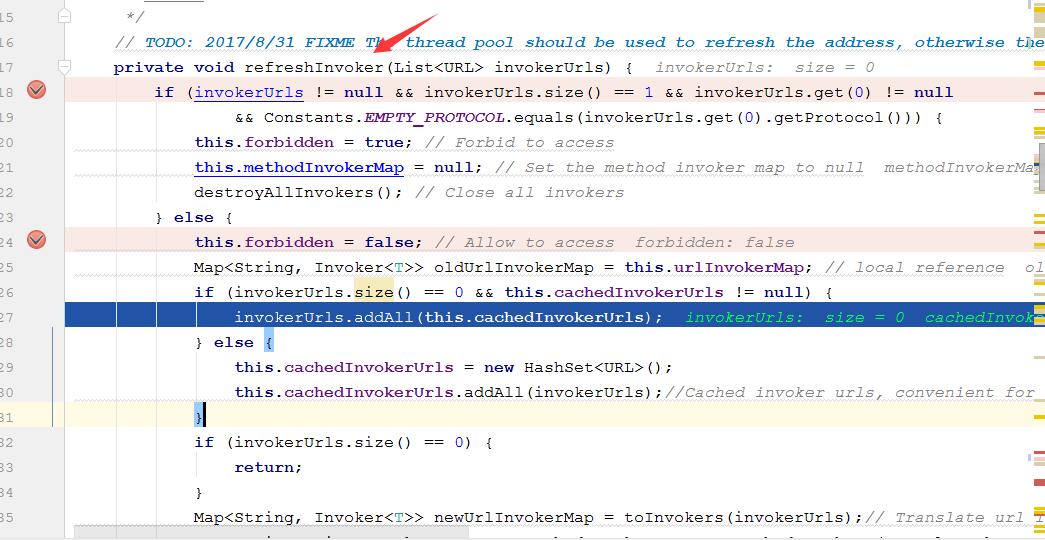 15 */
16 // TODO: 2017/8/31 FIXME thread pool should be used to refresh the address, otherwise the
17 private void refreshInvoker(List<URL> invokerUrls) { invokerUrls: size = 0
18 if (invokerUrls != null && invokerUrls.size() == 1 && invokerUrls.get(0) != null
19 && Constants.EMPTY_PROTOCOL.equals(invokerUrls.get(0).getProtocol())) {
20 this.forbidden = true; // Forbid to access
21 this.methodInvokerMap = null; // Set the method invoker map to null methodInvokerMa
22 destroyAllInvokers(); // Close all invokers
23 } else {
24 this.forbidden = false; // Allow to access forbidden: false
25 Map<String, Invoker<T>> oldUrlInvokerMap = this.urlInvokerMap; // local reference ol
26 if (invokerUrls.size() == 0 && this.cachedInvokerUrls != null) {
27 invokerUrls.addAll(this.cachedInvokerUrls); invokerUrls: size = 0 cachedInvok
28 } else {
29 this.cachedInvokerUrls = new HashSet<URL>();
30 this.cachedInvokerUrls.addAll(invokerUrls);//Cached invoker urls, convenient for
31 }
32 if (invokerUrls.size() == 0) {
33 return;
34 }
35 Map<String, Invoker<T>> newUrlInvokerMap = toInvokers(invokerUrls);// Translate url